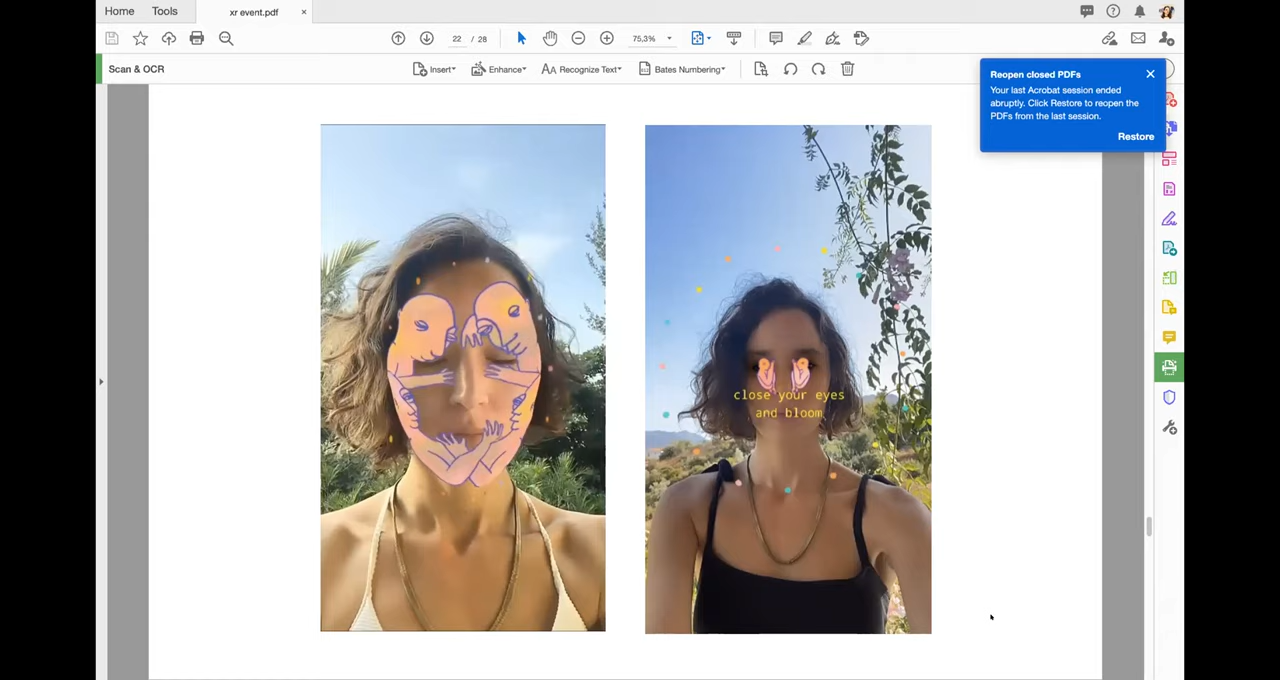 Home Tools xr event.pdf ×
22 / 28 75,3%
Scan & OCR Insert Enhance Recognize Text Bates Numbering
Reopen closed PDFs
Your last Acrobat session ended
abruptly. Click Restore to reopen the
PDFs from the last session.
Restore
close your eyes
and bloom